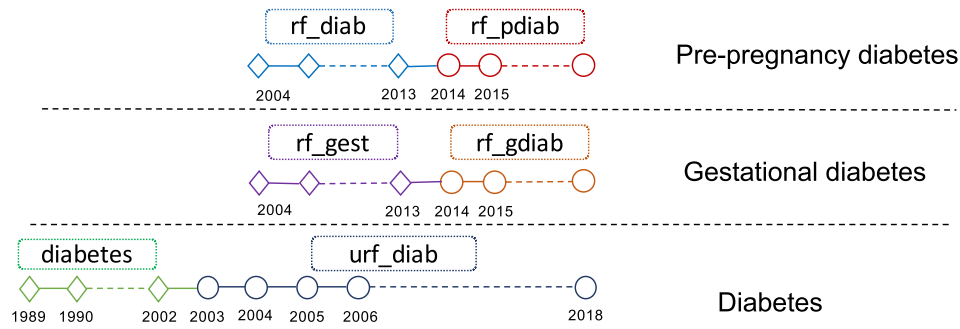 rf_diab rf_pdiab
Pre-pregnancy diabetes
2004 2013 2014 2015
rf_gest rf_gdiab
Gestational diabetes
2004 2013 2014 2015
diabetes urf_diab
Diabetes
1989 1990 2002 2003 2004 2005 2006 2018